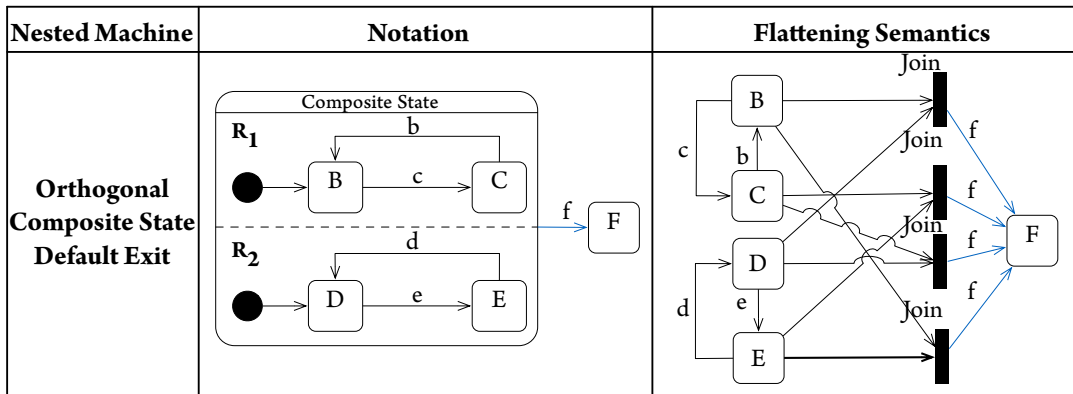 Nested Machine
Notation
Flattening Semantics
Orthogonal
Composite State
Default Exit
Composite State
R1
b
B
c
C
f
F
R2
d
D
e
E
Join
B
f
Join
c
b
C
f
Join
F
D
f
d
e
f
Join
E